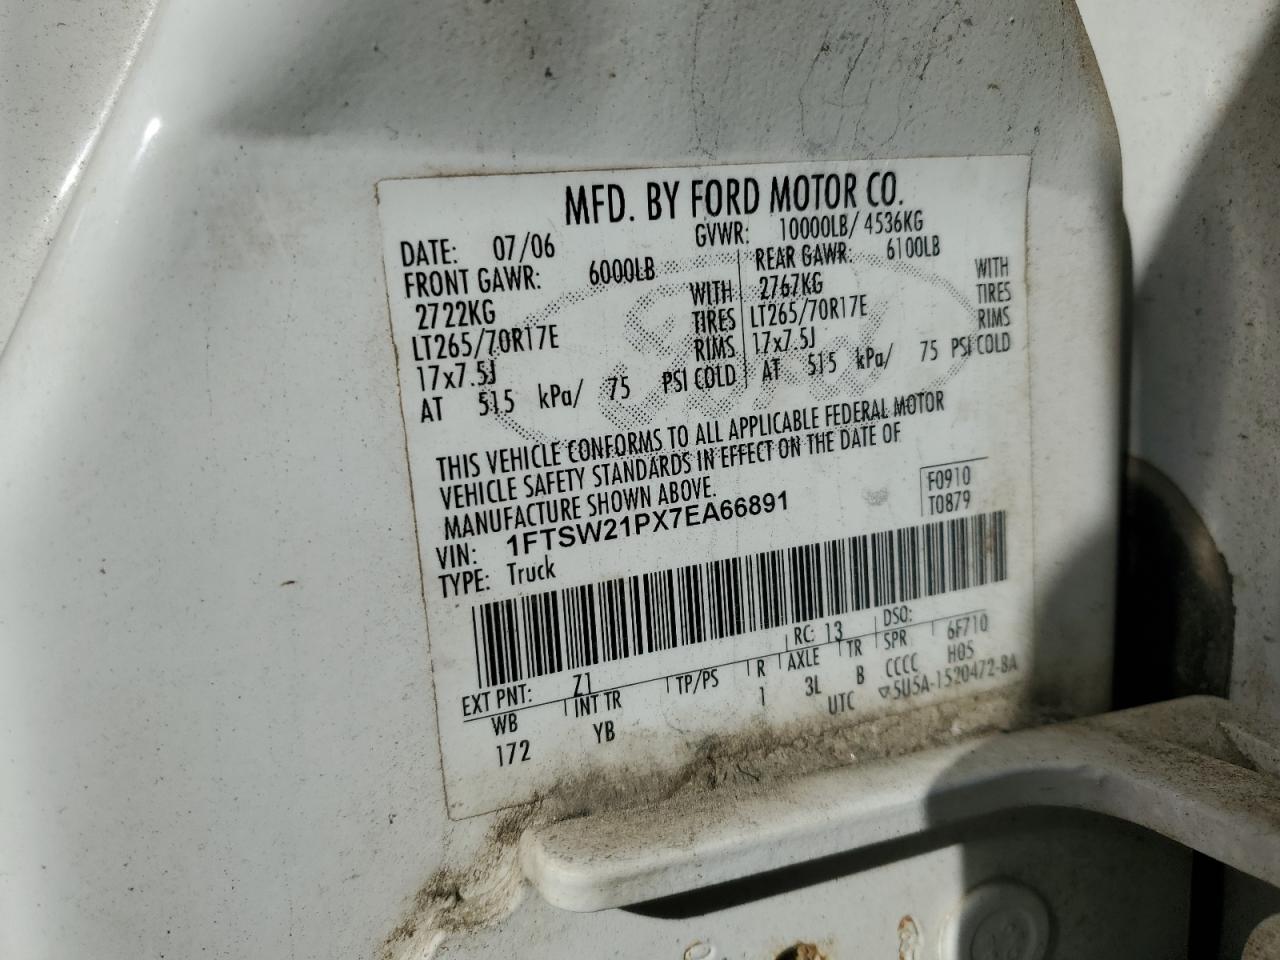 MFD. BY FORD MOTOR CO.
DATE: 07/06 GVWR: 10000LB/ 4536KG
FRONT GAWR: 6000LB REAR GAWR: 6100LB
2722KG WITH 2767KG WITH
LT265/70R17E TIRES LT265/70R17E TIRES
17x7.5J RIMS 17x7.5J RIMS
AT 515 kPa/ 75 PSI COLD AT 515 kPa/ 75 PSI COLD
THIS VEHICLE CONFORMS TO ALL APPLICABLE FEDERAL MOTOR
VEHICLE SAFETY STANDARDS IN EFFECT ON THE DATE OF
MANUFACTURE SHOWN ABOVE.
F0910
VIN: 1FTSW21PX7EA66891 T0879
TYPE: Truck
EXT PNT: Z1 RC: 13 DSO:
WB INT TR TP/PS R AXLE TR SPR 6F710
172 YB 1 3L B CCCC H05
UTC ▽5U5A-1520472-BA